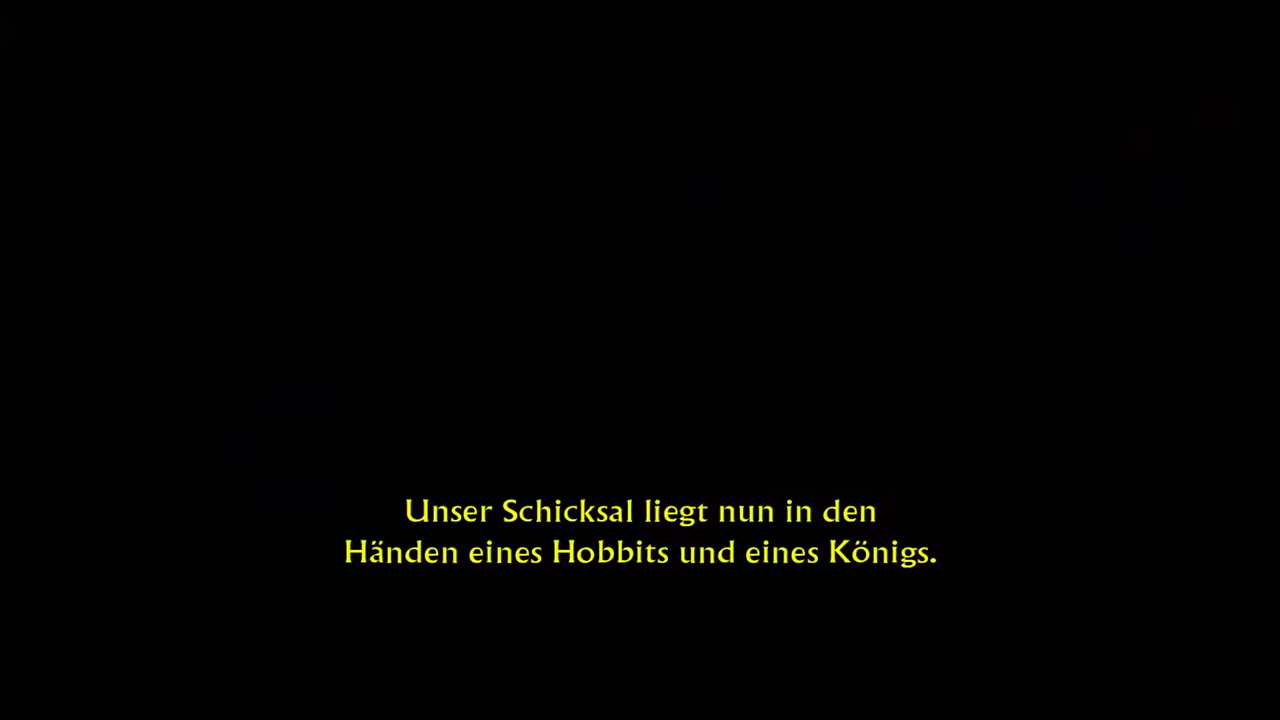 Unser Schicksal liegt nun in den
Händen eines Hobbits und eines Königs.